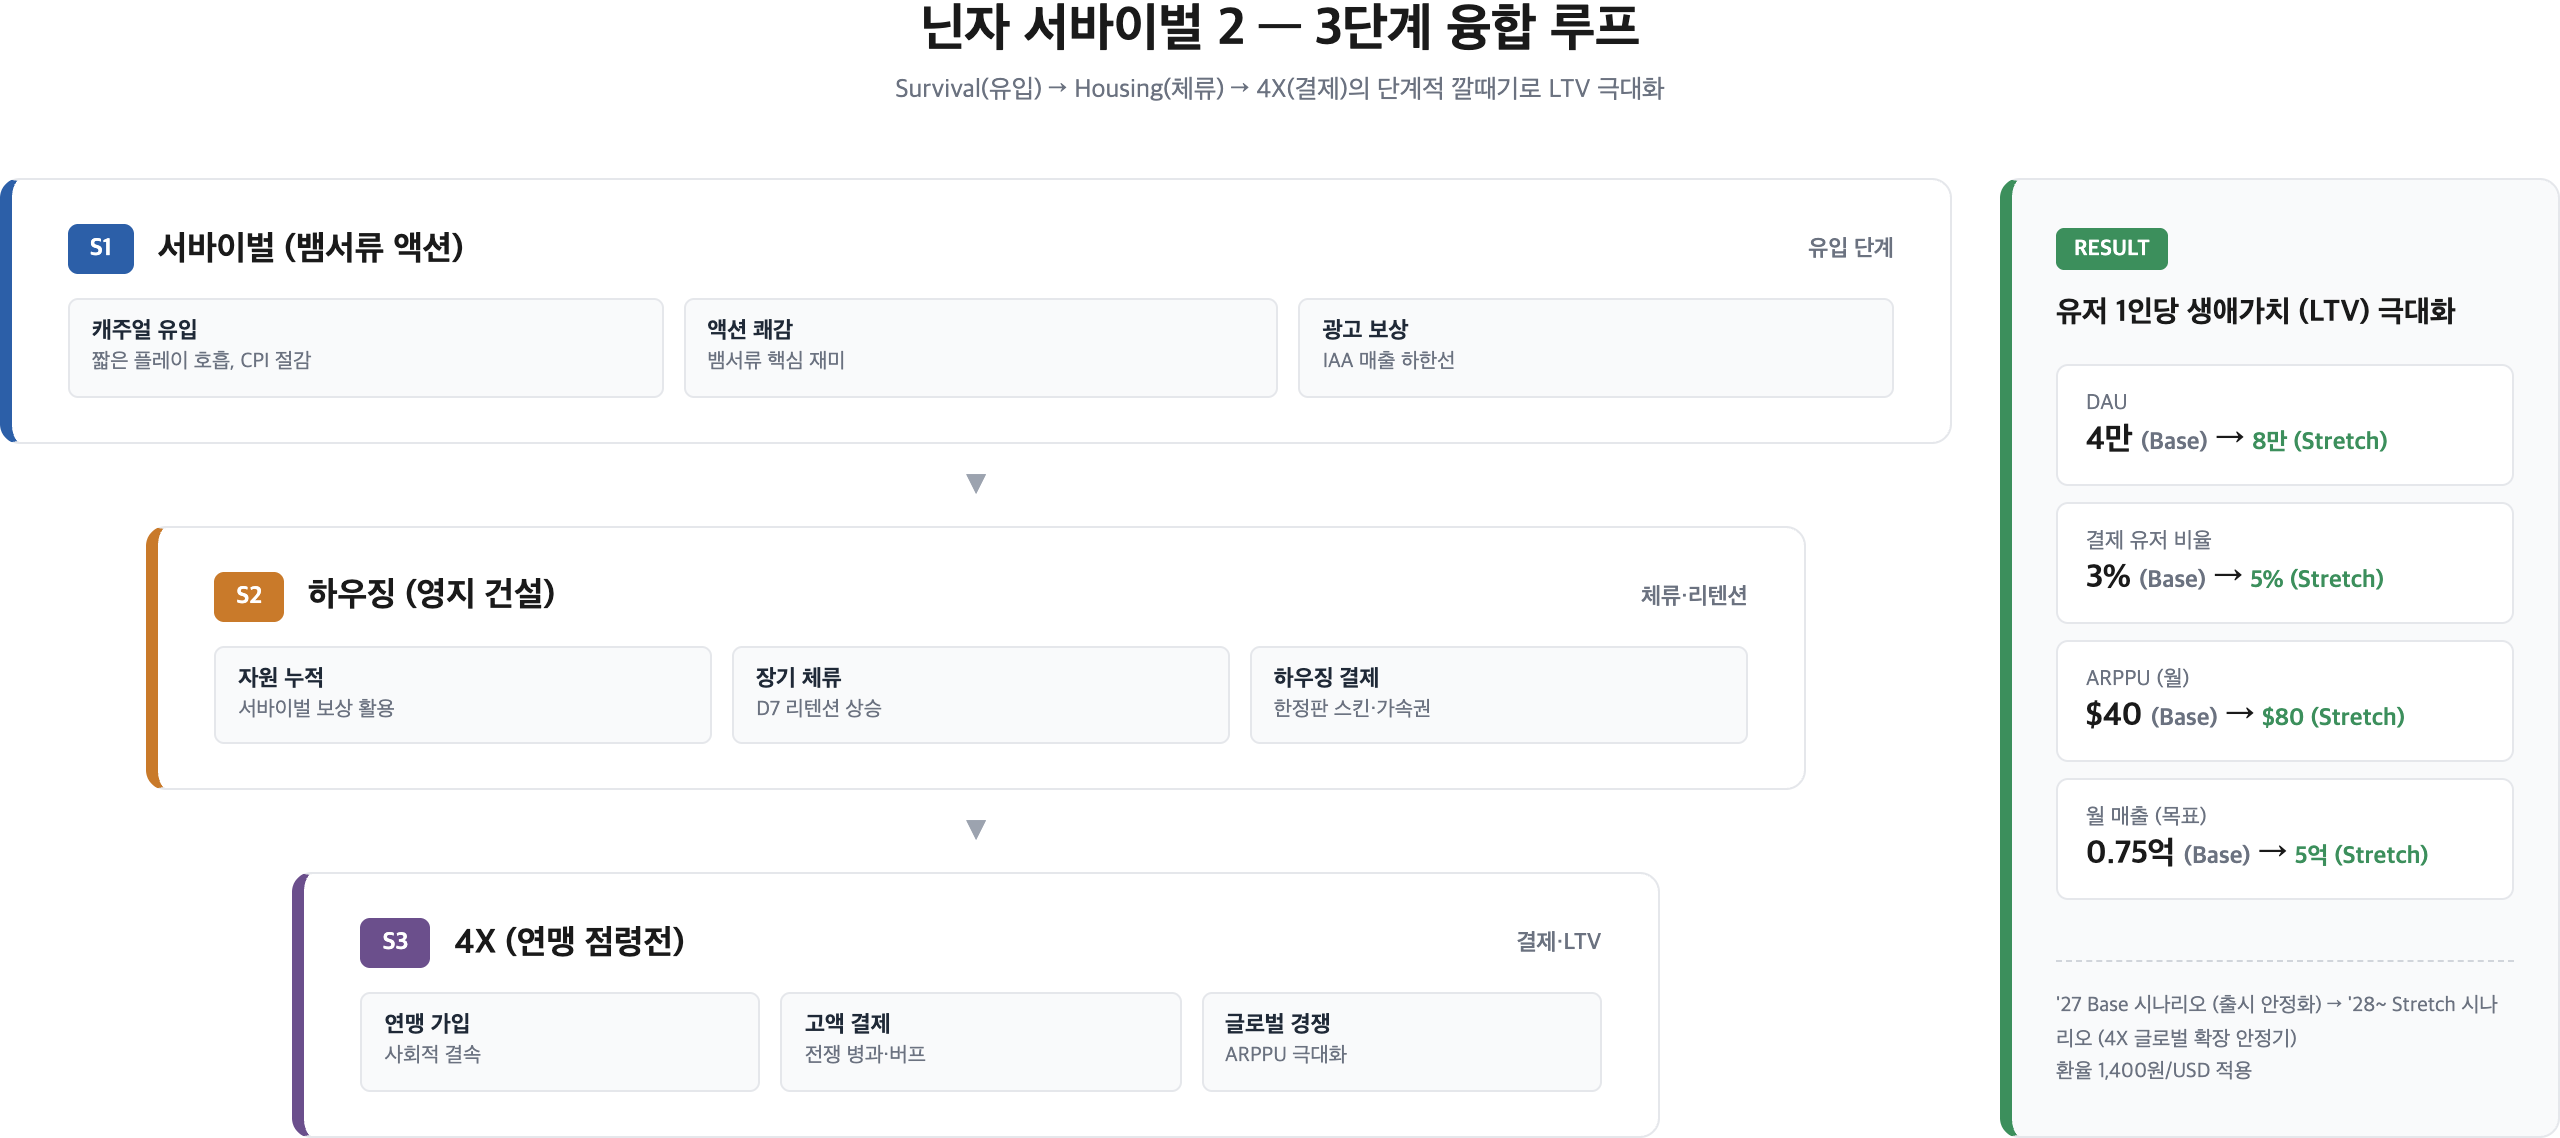 닌자 서바이벌 2 — 3단계 융합 루프
Survival(유입) → Housing(체류) → 4X(결제)의 단계적 깔때기로 LTV 극대화
S1 서바이벌 (뱀서류 액션)
유입 단계
캐주얼 유입
짧은 플레이 호흡, CPI 절감
액션 쾌감
뱀서류 핵심 재미
광고 보상
IAA 매출 하한선
▼
S2 하우징 (영지 건설)
체류·리텐션
자원 누적
서바이벌 보상 활용
장기 체류
D7 리텐션 상승
하우징 결제
한정판 스킨·가속권
▼
S3 4X (연맹 점령전)
결제·LTV
연맹 가입
사회적 결속
고액 결제
전쟁 병과·버프
글로벌 경쟁
ARPPU 극대화
RESULT
유저 1인당 생애가치 (LTV) 극대화
DAU
4만 (Base) → 8만 (Stretch)
결제 유저 비율
3% (Base) → 5% (Stretch)
ARPPU (월)
$40 (Base) → $80 (Stretch)
월 매출 (목표)
0.75억 (Base) → 5억 (Stretch)
'27 Base 시나리오 (출시 안정화) → '28~ Stretch 시나
리오 (4X 글로벌 확장 안정기)
환율 1,400원/USD 적용